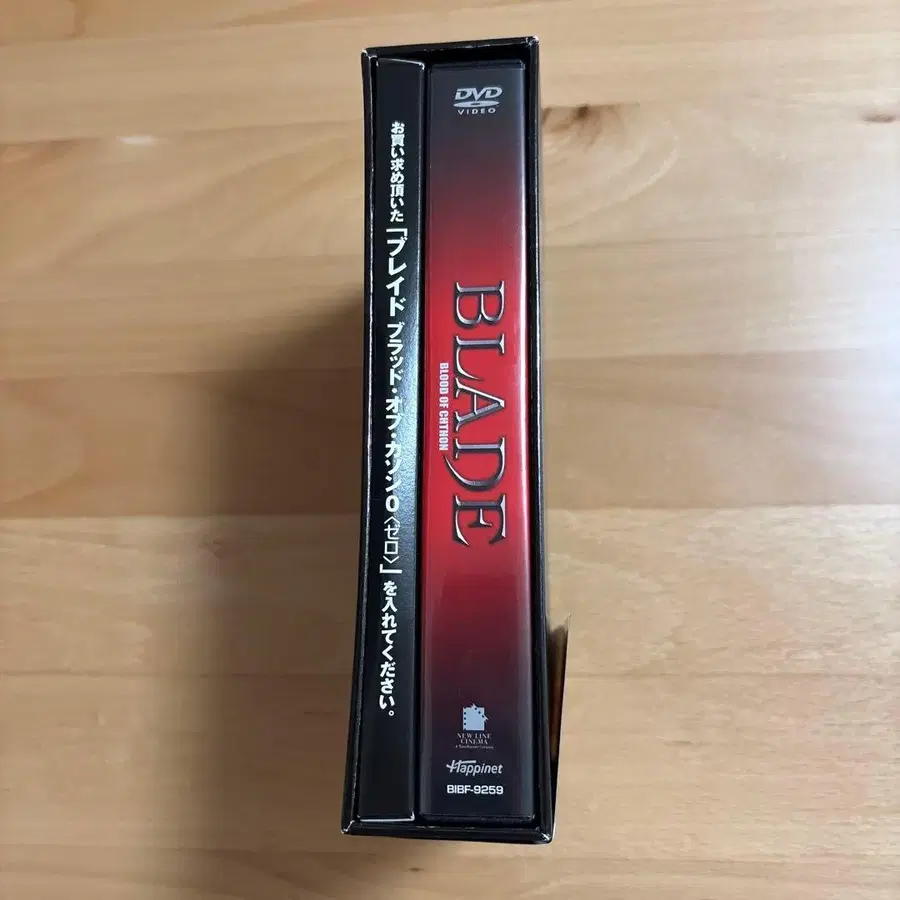 お買い求め頂いた「ブレイド ブラッド・オブ・カソン0〈ゼロ〉」を入れてください。
DVD
VIDEO
BLADE
BLOOD OF CHTHON
NEW LINE
CINEMA
Happinet
BIBF-9259